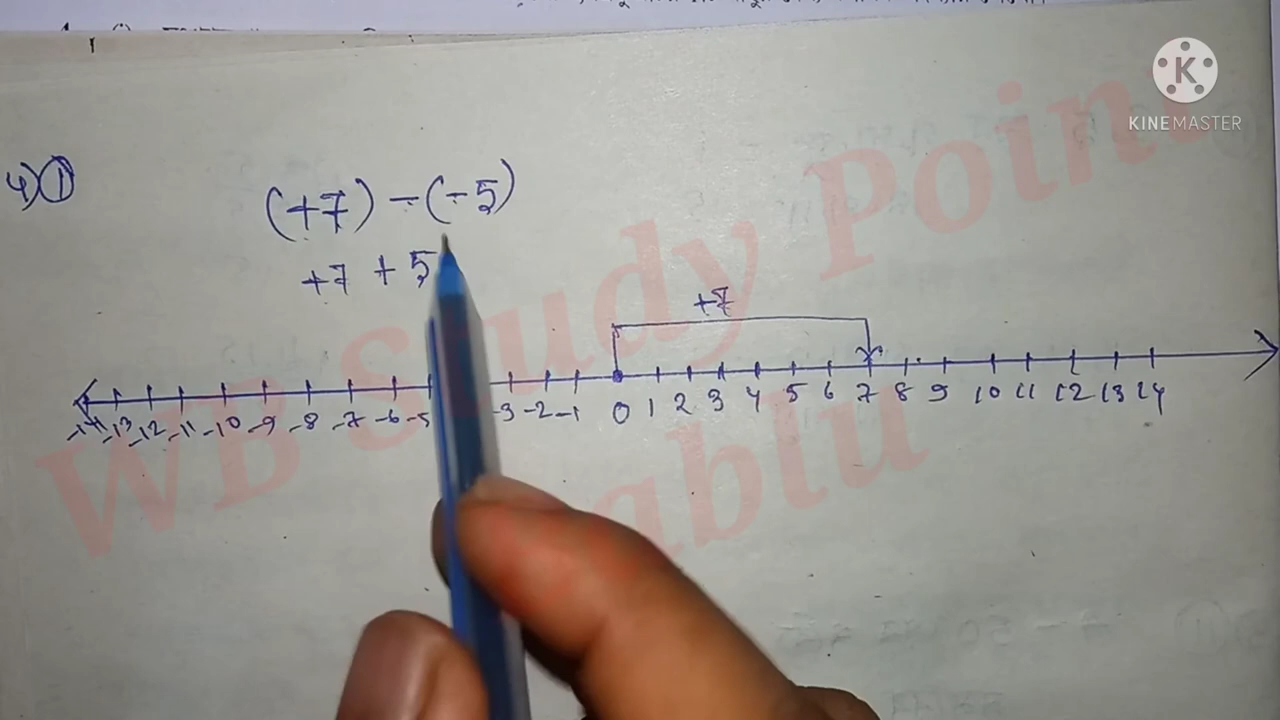 K
KINEMASTER
4) ①
(+7) - (-5)
+7 + 5
+7
-14 -13 -12 -11 -10 -9 -8 -7 -6 -5 -3 -2 -1 0 1 2 3 4 5 6 7 8 9 10 11 12 13 14
WB Study Point